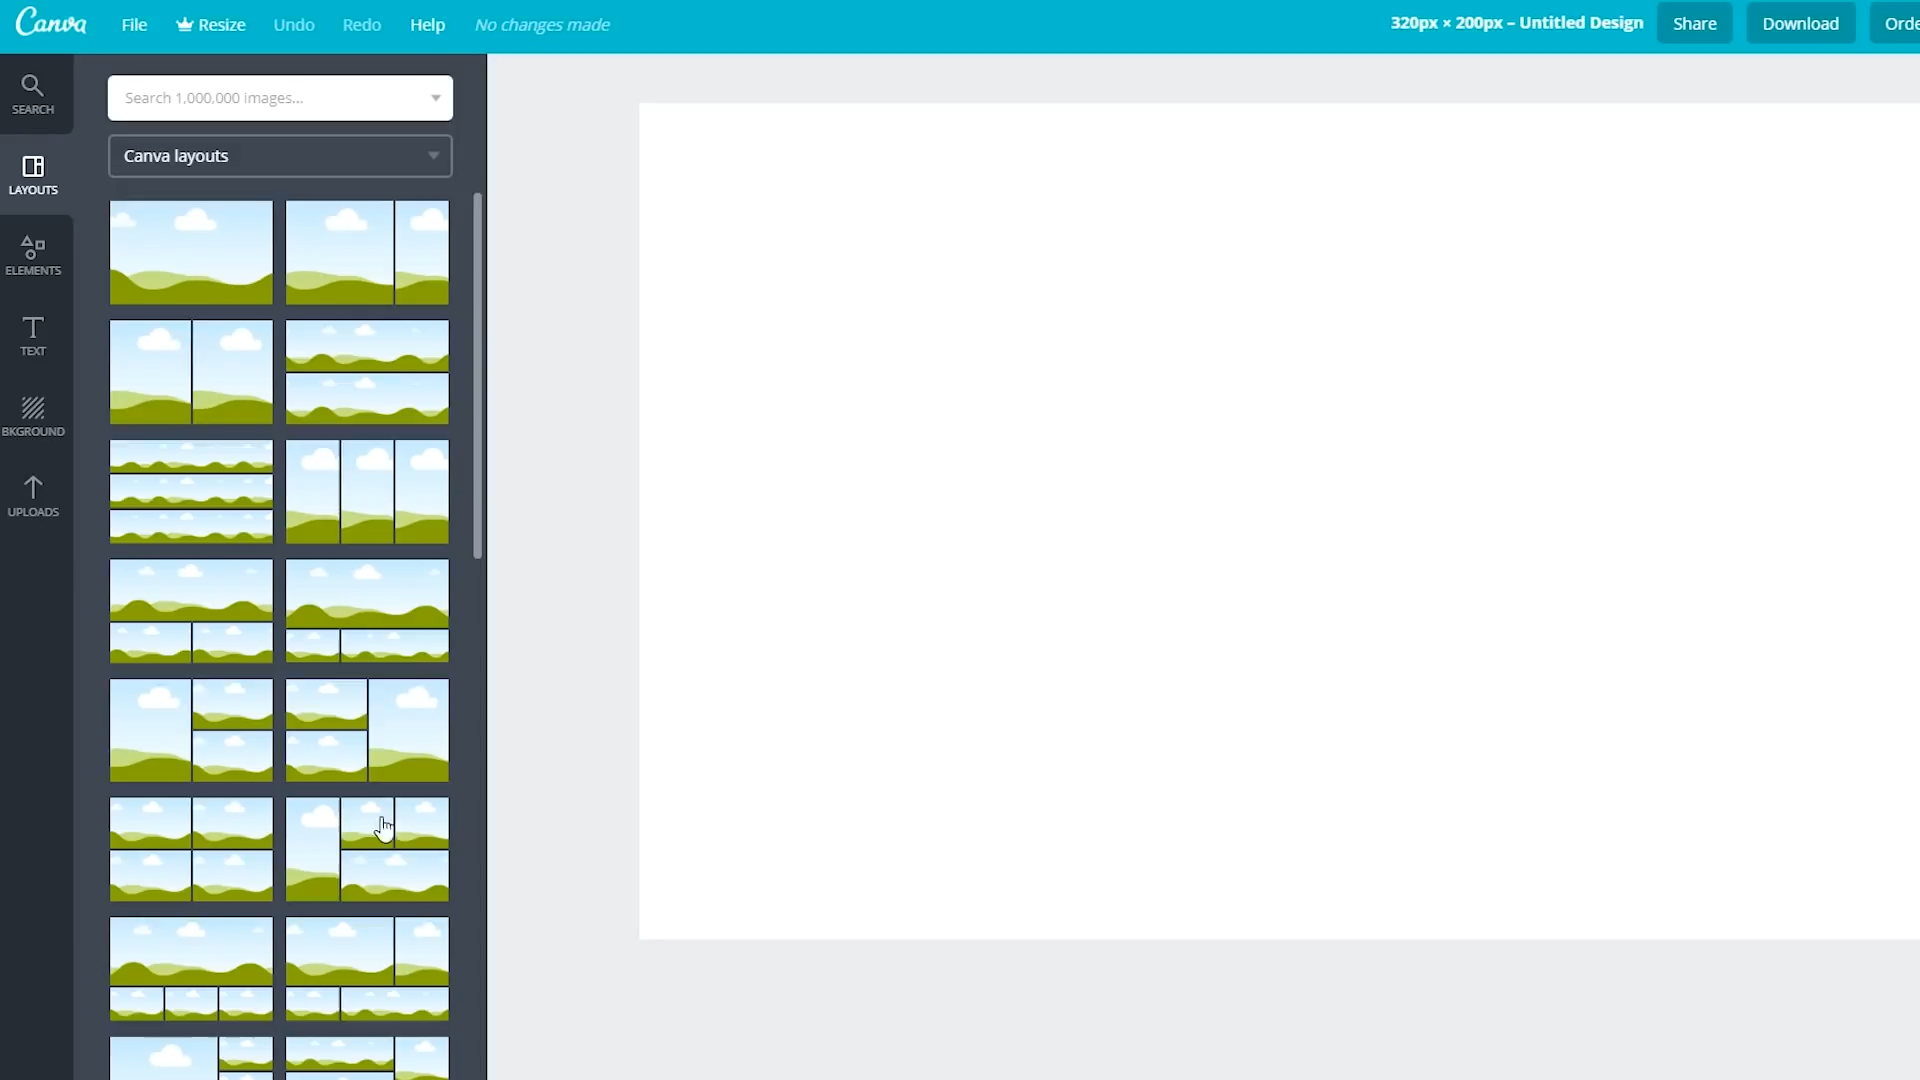 Canva File Resize Undo Redo Help No changes made 320px × 200px – Untitled Design Share Download
SEARCH
Search 1,000,000 images...
Canva layouts
LAYOUTS
ELEMENTS
TEXT
BKGROUND
UPLOADS